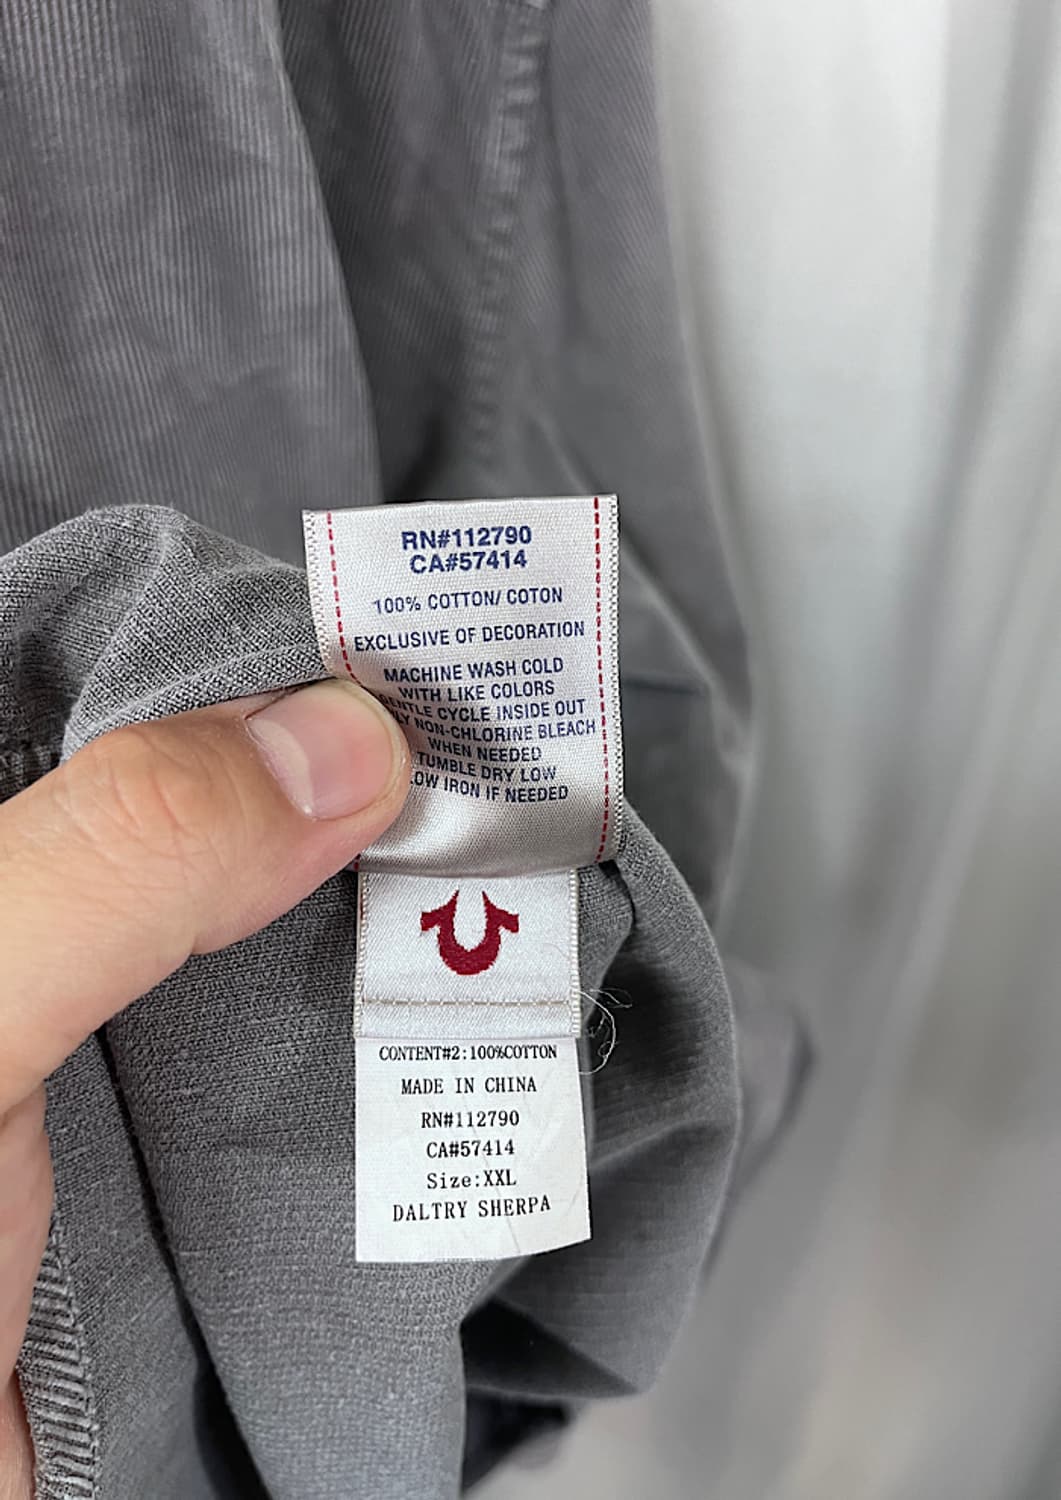 RN#112790
CA#57414
100% COTTON/ COTON
EXCLUSIVE OF DECORATION
MACHINE WASH COLD
WITH LIKE COLORS
GENTLE CYCLE INSIDE OUT
NON-CHLORINE BLEACH
WHEN NEEDED
TUMBLE DRY LOW
LOW IRON IF NEEDED
CONTENT#2:100%COTTON
MADE IN CHINA
RN#112790
CA#57414
Size:XXL
DALTRY SHERPA